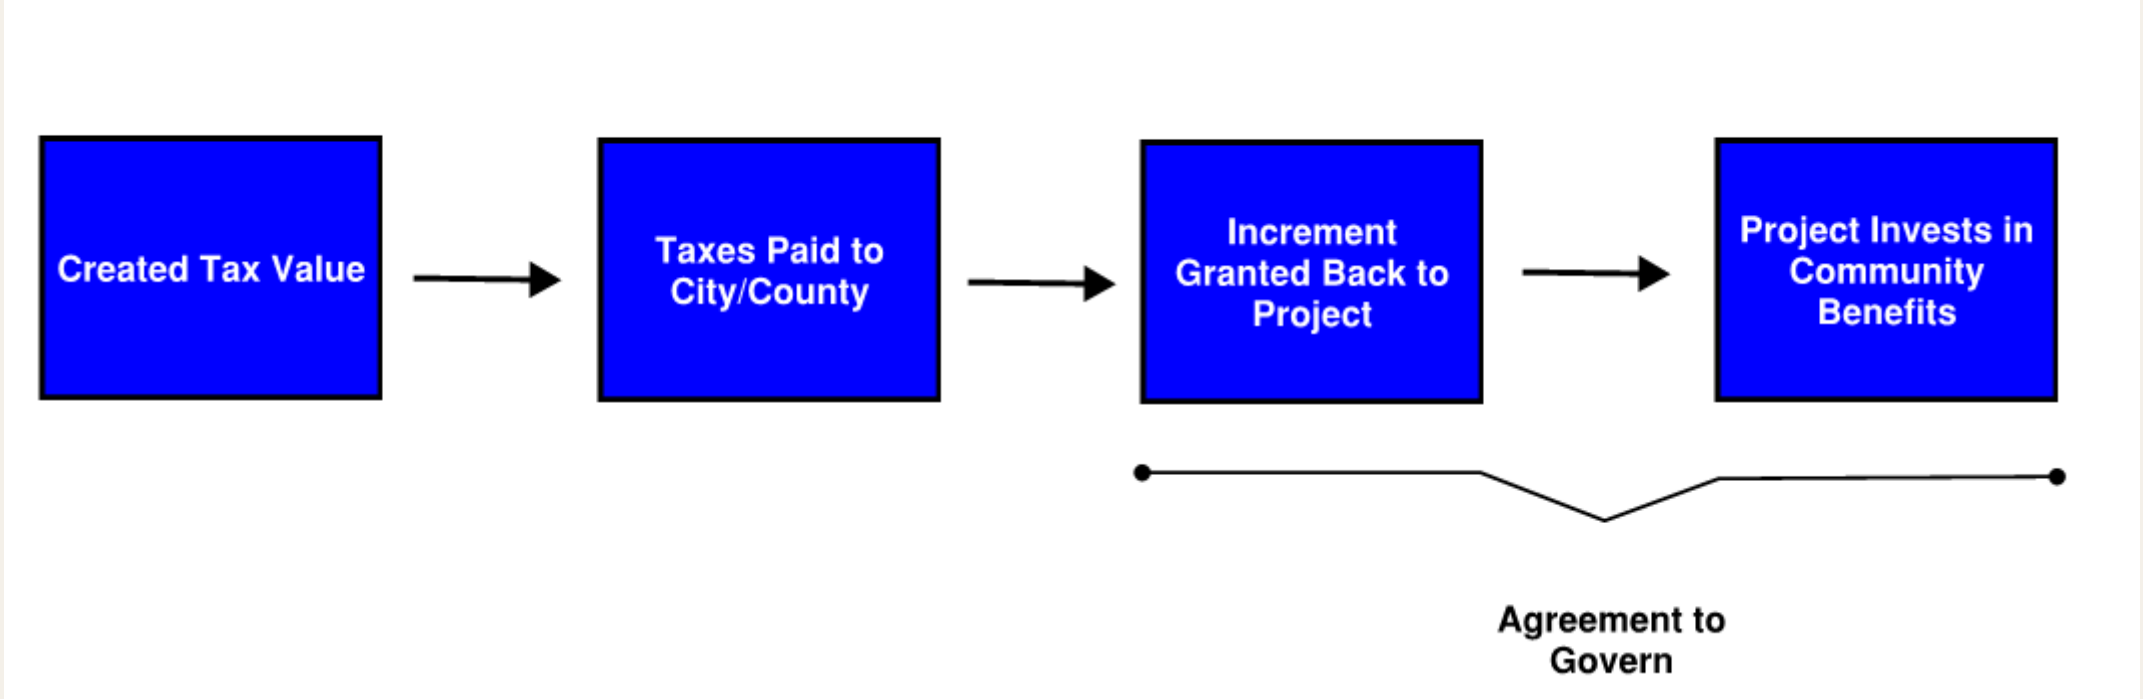 Created Tax Value
Taxes Paid to
City/County
Increment
Granted Back to
Project
Project Invests in
Community
Benefits
Agreement to
Govern